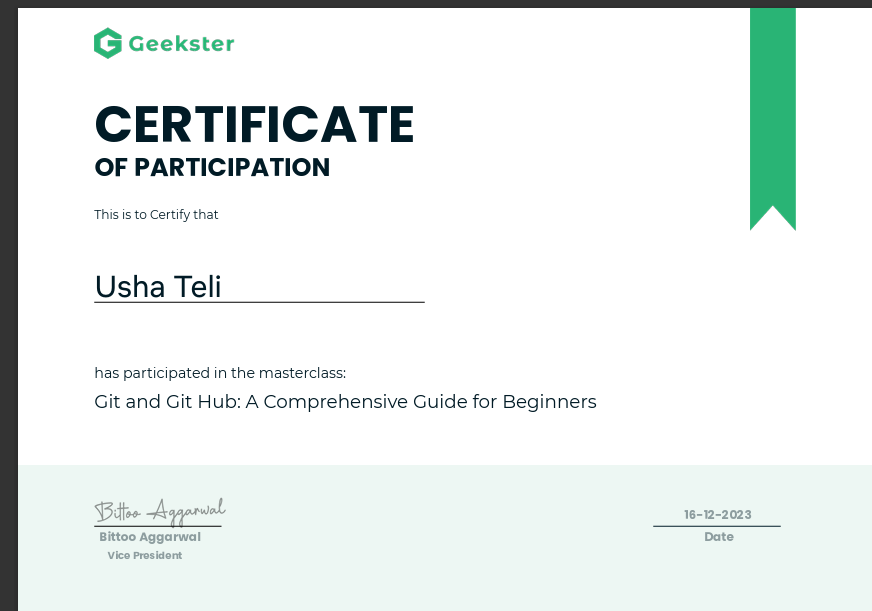 Geekster
CERTIFICATE
OF PARTICIPATION
This is to Certify that
Usha Teli
has participated in the masterclass:
Git and Git Hub: A Comprehensive Guide for Beginners
Bittoo Aggarwal
16-12-2023
Bittoo Aggarwal
Date
Vice President